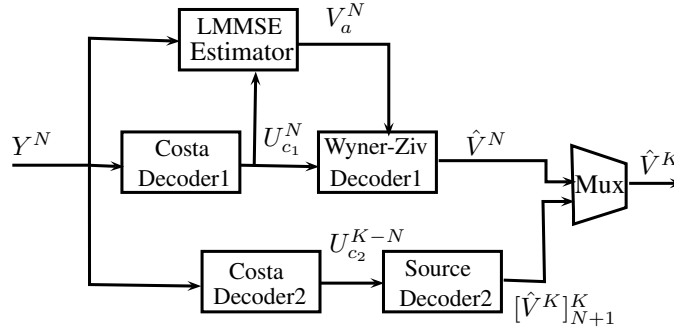 LMMSE
Estimator
V_a^N
Y^N
Costa
Decoder1
U_{c_1}^N
Wyner-Ziv
Decoder1
\hat{V}^N
Mux
\hat{V}^K
Costa
Decoder2
U_{c_2}^{K-N}
Source
Decoder2
[\hat{V}^K]_{N+1}^K